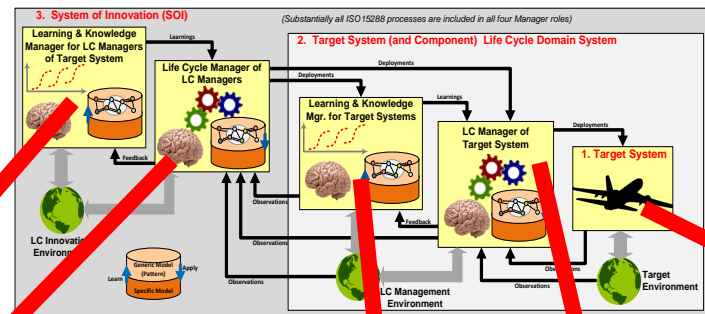 3. System of Innovation (SOI)
(Substantially all ISO15288 processes are included in all four Manager roles)
Learning & Knowledge
Manager for LC Managers
of Target System
Learnings
Life Cycle Manager of
LC Managers
2. Target System (and Component) Life Cycle Domain System
Deployments
Deployments
Learning & Knowledge
Mgr. for Target Systems
Learnings
LC Manager of
Target System
Deployments
1. Target System
Feedback
Observations
Feedback
Observations
LC
Environ
Generic Model
(Pattern)
Learn
Apply
Specific Model
Observations
LC Management
Environment
Observations
Target
Environment